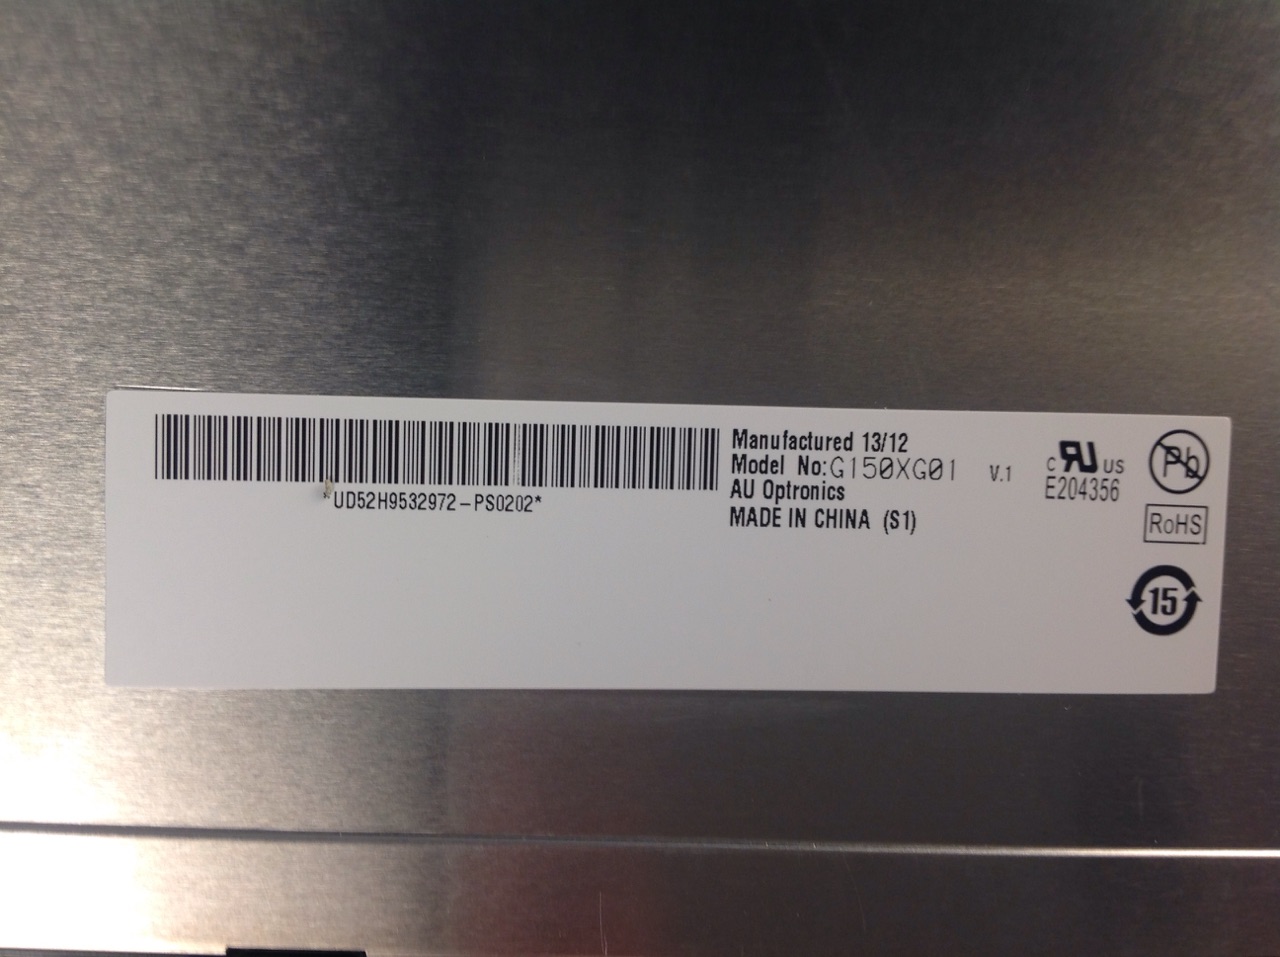 *UD52H9532972-PS0202*
Manufactured 13/12
Model No:G150XG01 V.1
AU Optronics
MADE IN CHINA (S1)
c RU US
E204356
Pb
RoHS
15